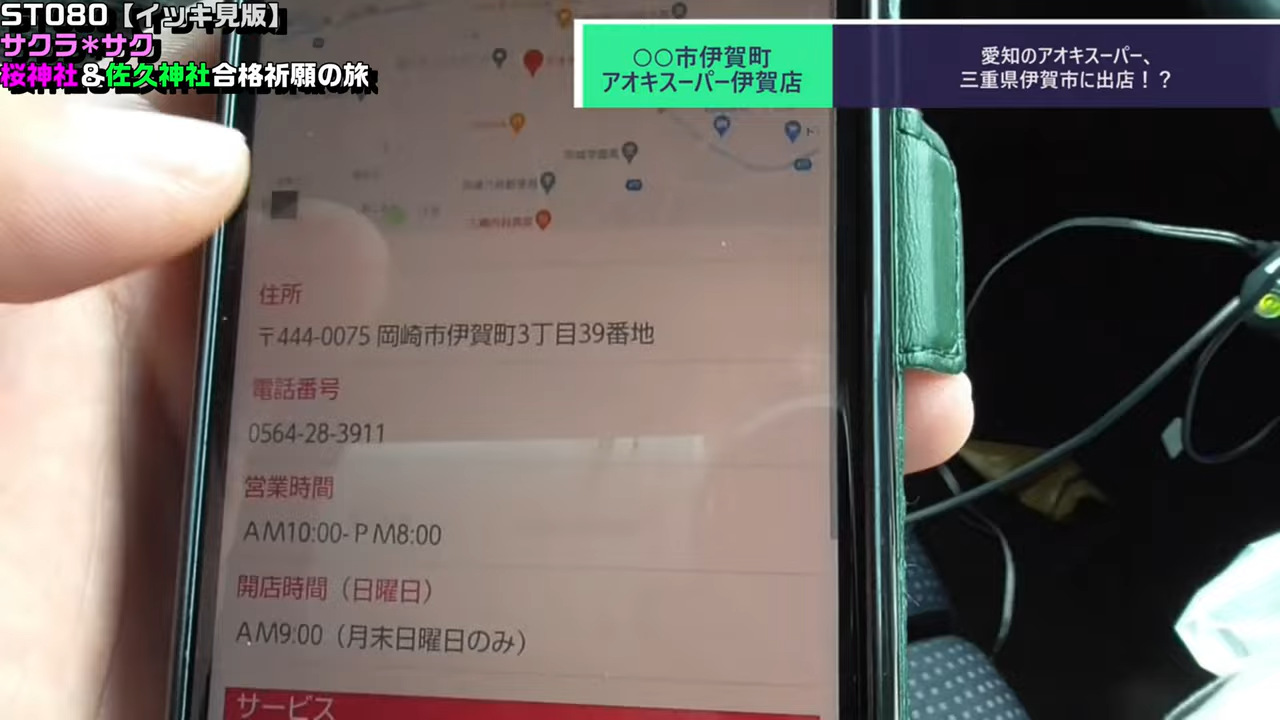 ST080【イッキ見版】
サクラ＊サク
桜神社＆佐久神社合格祈願の旅
○○市伊賀町
アオキスーパー伊賀店
愛知のアオキスーパー、
三重県伊賀市に出店！？
住所
〒444-0075 岡崎市伊賀町3丁目39番地
電話番号
0564-28-3911
営業時間
AM10:00-PM8:00
開店時間（日曜日）
AM9:00（月末日曜日のみ）
サービス